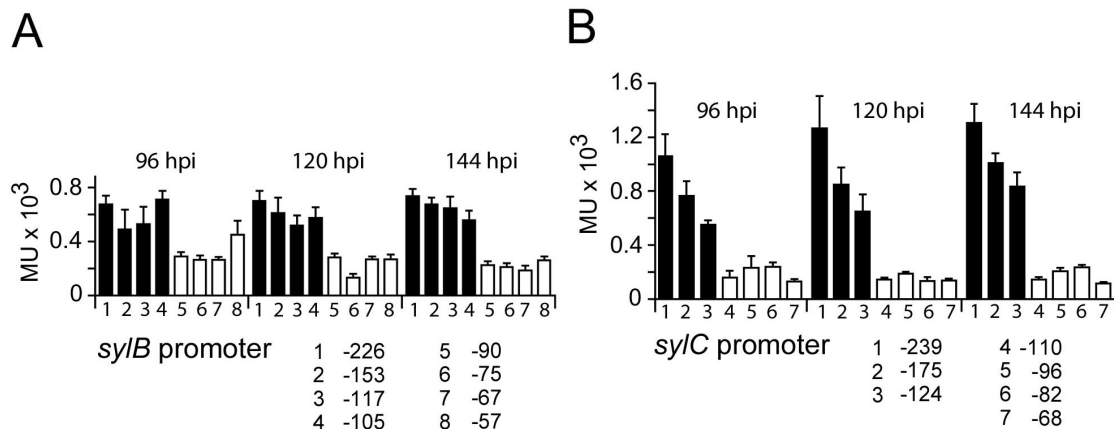 A
96 hpi 120 hpi 144 hpi
MU x 10³
0.8
0.4
0
1 2 3 4 5 6 7 8 1 2 3 4 5 6 7 8 1 2 3 4 5 6 7 8
sylB promoter
1 -226 5 -90
2 -153 6 -75
3 -117 7 -67
4 -105 8 -57
B
96 hpi 120 hpi 144 hpi
MU x 10³
1.6
1.2
0.8
0.4
0
1 2 3 4 5 6 7 1 2 3 4 5 6 7 1 2 3 4 5 6 7
sylC promoter
1 -239 4 -110
2 -175 5 -96
3 -124 6 -82
7 -68